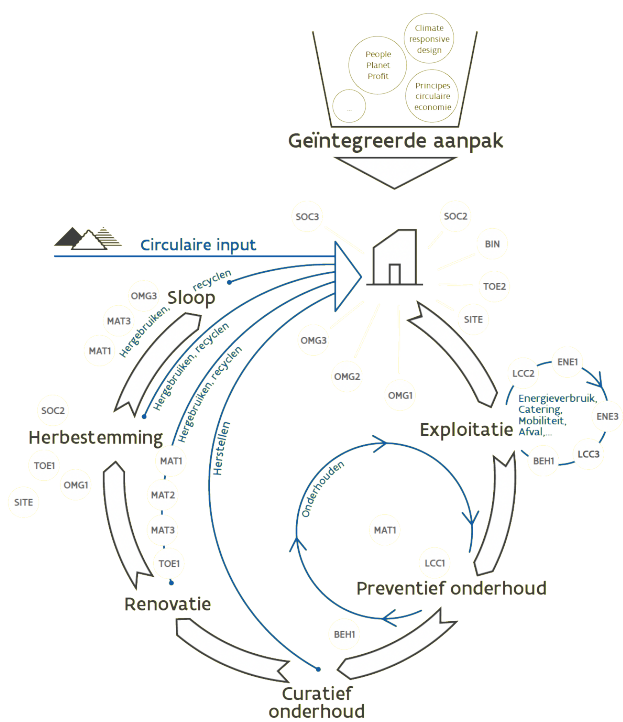 Climate
responsive
design
People
Planet
Profit
Principes
circulaire
economie
...
Geïntegreerde aanpak
SOC3
SOC2
Circulaire input
BIN
recyclen
OMG3
Sloop
TOE2
Hergebruiken,
MAT3
SITE
MAT1
Hergebruiken, recyclen
OMG3
Hergebruiken, recyclen
OMG2
OMG1
LCC2
ENE1
Energieverbruik,
Catering,
Mobiliteit,
Afval,...
ENE3
SOC2
Herbestemming
Exploitatie
Herstellen
BEH1
LCC3
TOE1
MAT1
OMG1
Onderhouden
SITE
MAT2
MAT3
MAT1
TOE1
LCC1
Preventief onderhoud
Renovatie
BEH1
Curatief
onderhoud